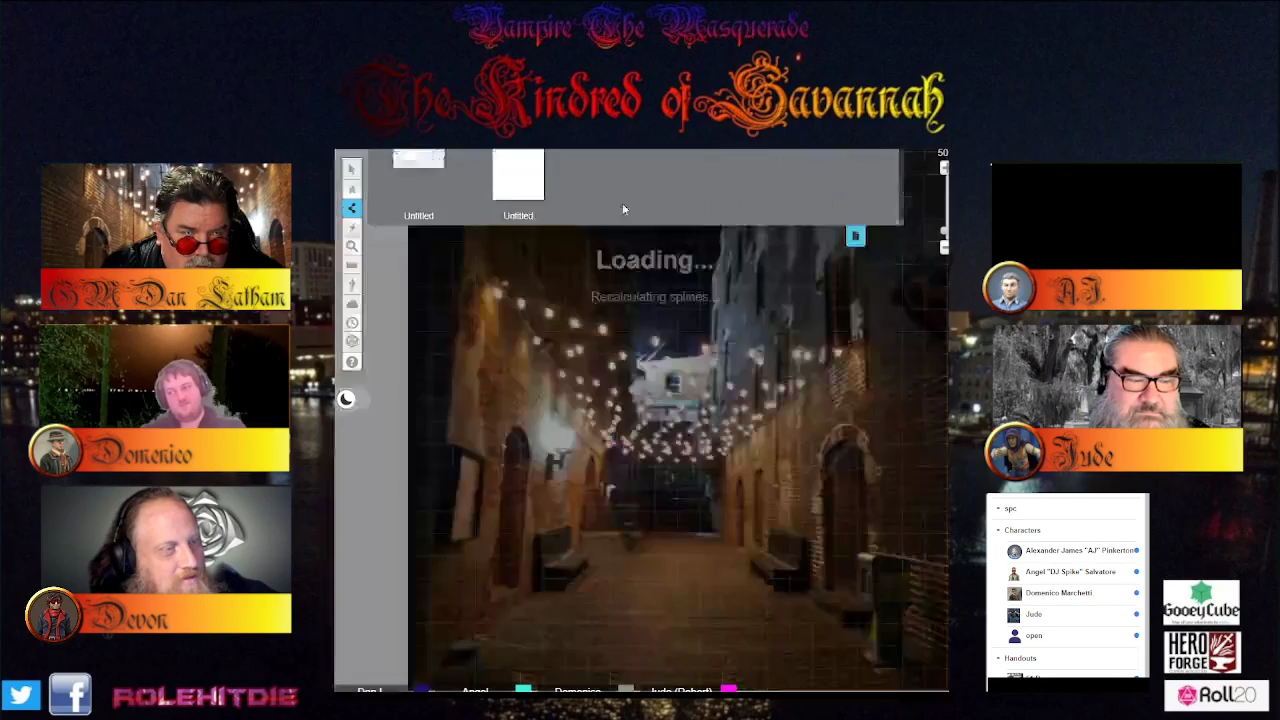 Vampire The Masquerade
The Kindred of Savannah
50
Untitled
Untitled
Loading...
Recalculating splines...
GM Dan Latham
Domenico
Devon
A.J.
Jude
spc
Characters
Alexander James "AJ" Pinkerton
Angel "DJ Spike" Salvatore
Domenico Marchetti
Jude
open
Handouts
GooeyCube
HERO
FORGE
Roll20
ROLEHITDIE
Angel
Domenico
Jude (Robert)